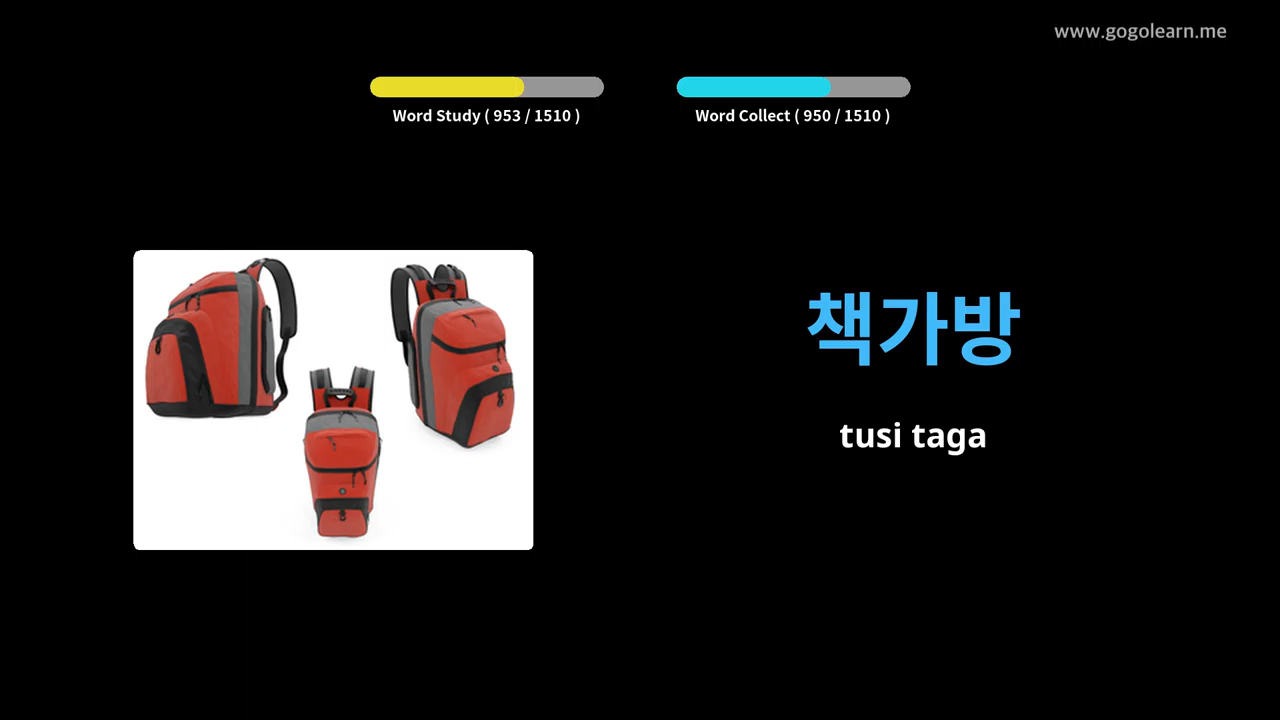 www.gogolearn.me
Word Study ( 953 / 1510 )
Word Collect ( 950 / 1510 )
책가방
tusi taga